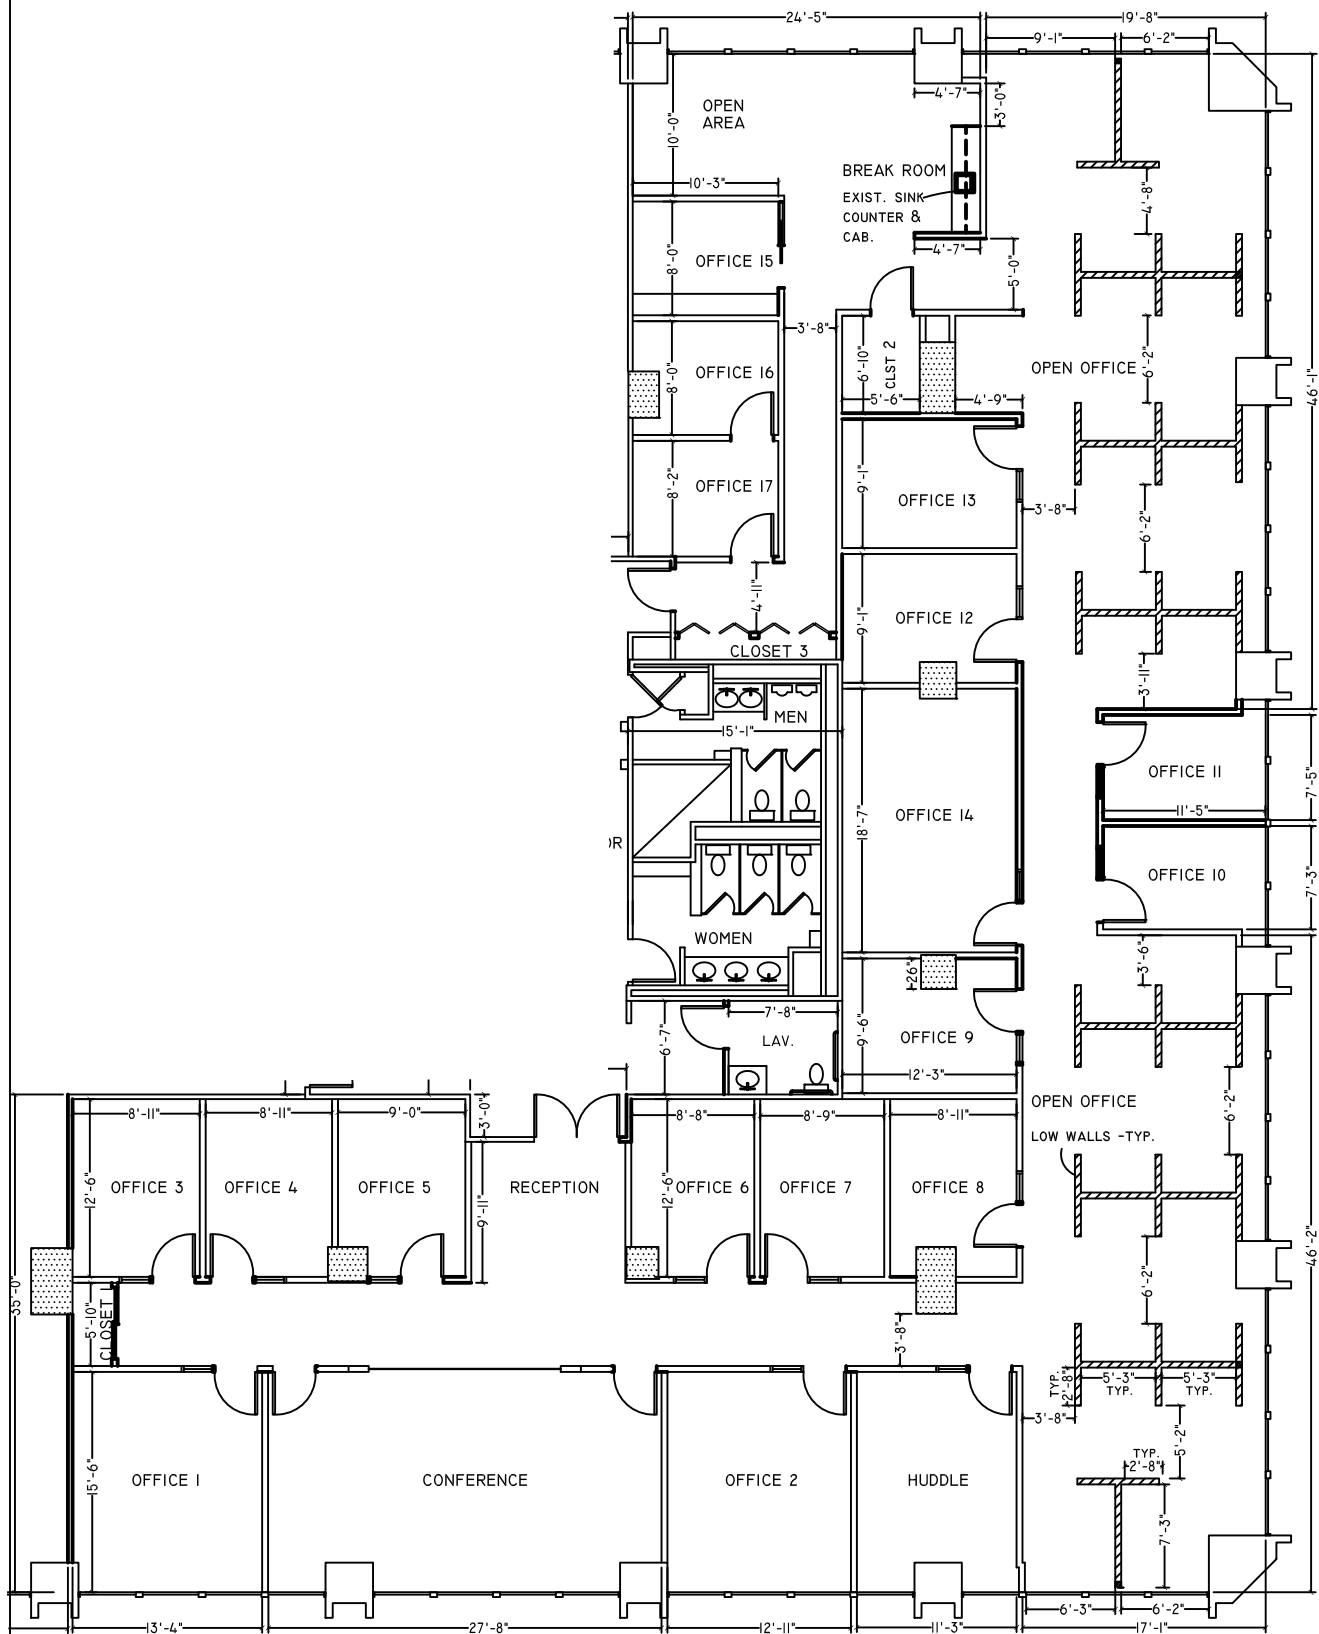 24'-5"
19'-8"
9'-1"
6'-2"
OPEN
AREA
10'-0"
4'-7"
3'-0"
BREAK ROOM
EXIST. SINK
COUNTER &
CAB.
10'-3"
4'-8"
4'-7"
OFFICE 15
8'-0"
5'-0"
3'-8"
OFFICE 16
8'-0"
6'-10"
CLST 2
5'-6"
4'-9"
OPEN OFFICE
6'-2"
46'-1"
OFFICE 17
8'-2"
9'-1"
OFFICE 13
3'-8"
6'-2"
4'-11"
9'-1"
OFFICE 12
CLOSET 3
3'-11"
MEN
15'-1"
OFFICE 11
7'-5"
11'-5"
18'-7"
OFFICE 14
OR
OFFICE 10
7'-3"
WOMEN
26"
3'-6"
7'-8"
6'-7"
LAV.
9'-6"
OFFICE 9
12'-3"
OPEN OFFICE
6'-2"
LOW WALLS -TYP.
8'-11"
8'-11"
9'-0"
3'-0"
8'-8"
8'-9"
8'-11"
12'-6"
OFFICE 3
OFFICE 4
OFFICE 5
9'-11"
RECEPTION
12'-6"
OFFICE 6
OFFICE 7
OFFICE 8
35'-0"
5'-10"
CLOSET 1
3'-8"
6'-2"
46'-2"
TYP.
2'-8"
5'-3"
TYP.
5'-3"
TYP.
3'-8"
5'-2"
TYP.
2'-8"
15'-6"
OFFICE 1
CONFERENCE
OFFICE 2
HUDDLE
7'-3"
6'-3"
6'-2"
13'-4"
27'-8"
12'-11"
11'-3"
17'-1"